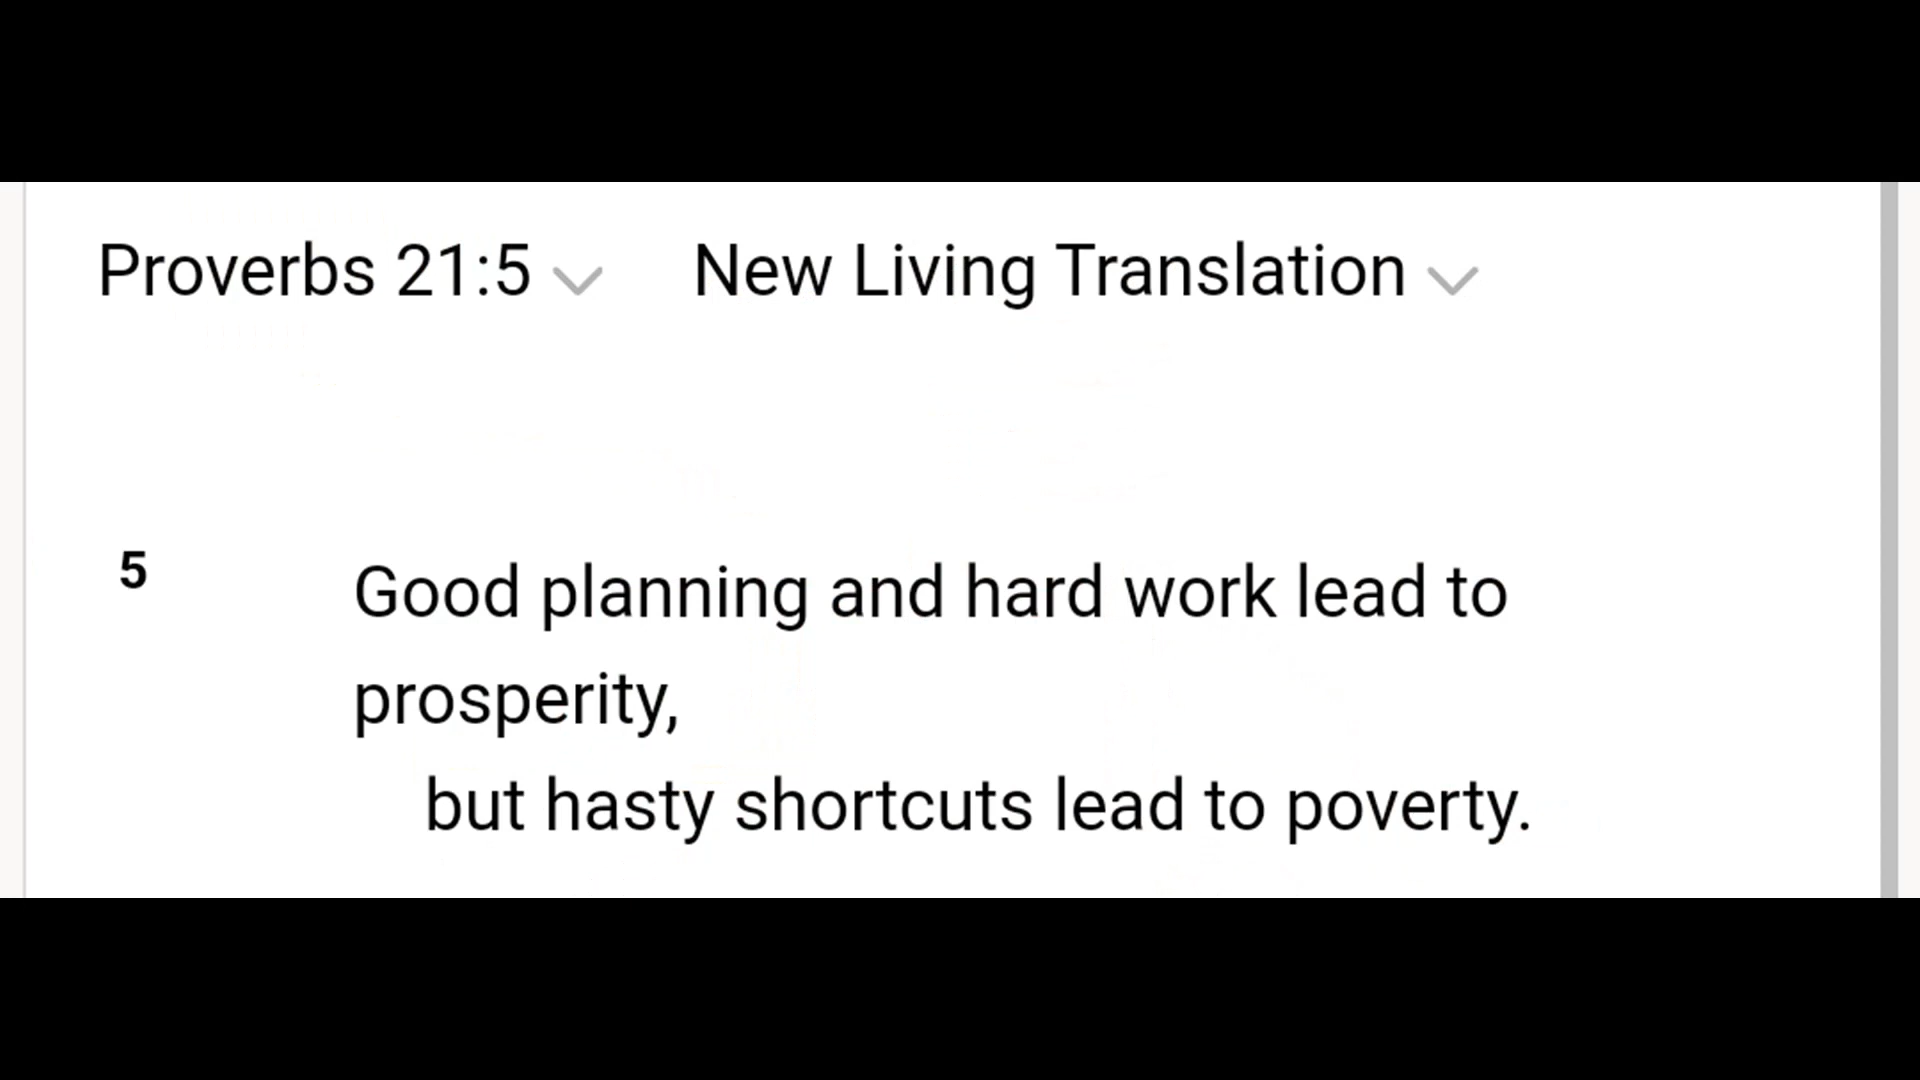 Proverbs 21:5 New Living Translation
5 Good planning and hard work lead to
prosperity,
but hasty shortcuts lead to poverty.